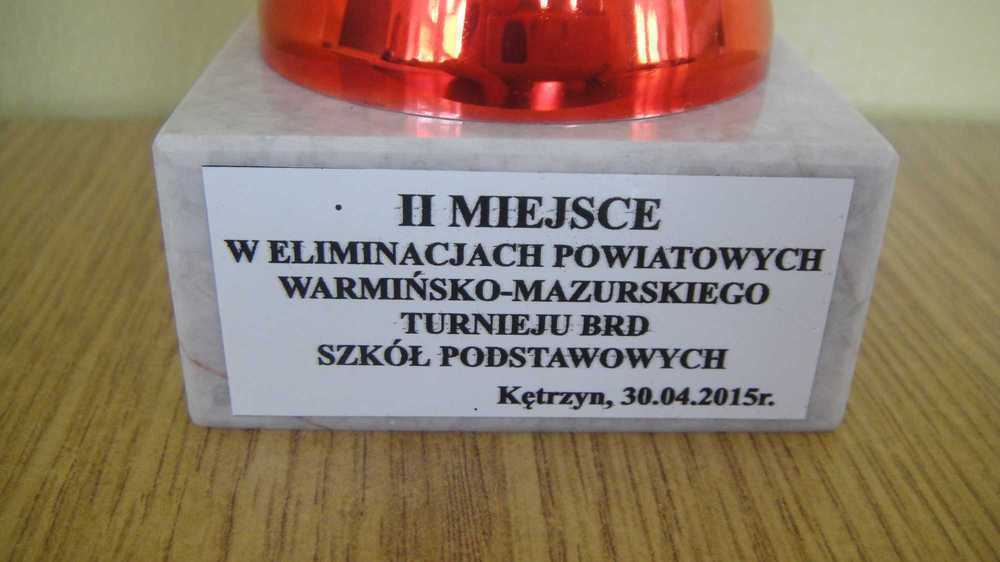 II MIEJSCE
W ELIMINACJACH POWIATOWYCH
WARMIŃSKO-MAZURSKIEGO
TURNIEJU BRD
SZKÓŁ PODSTAWOWYCH
Kętrzyn, 30.04.2015r.